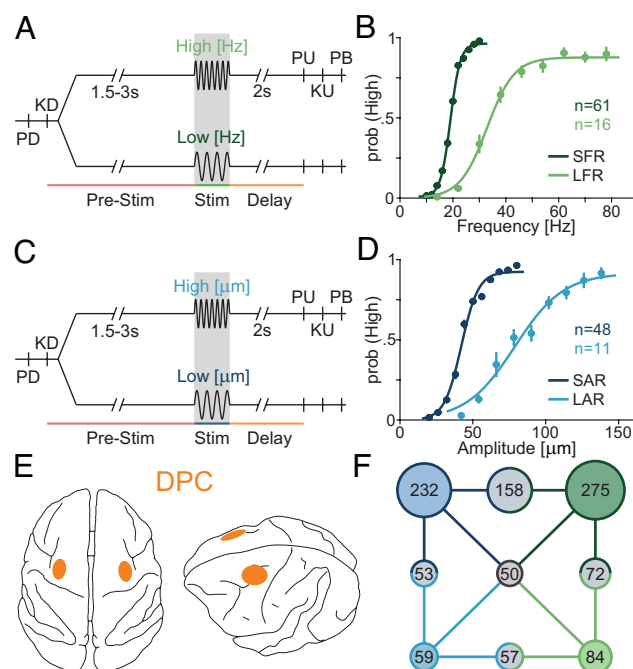 A
High [Hz]
PU PB
KD
1.5-3s
2s
KU
PD
Low [Hz]
Pre-Stim
Stim
Delay
B
prob (High)
1
.5
0
20 40 60 80
Frequency [Hz]
n=61
n=16
SFR
LFR
C
High [μm]
PU PB
KD
1.5-3s
2s
KU
PD
Low [μm]
Pre-Stim
Stim
Delay
D
prob (High)
1
.5
0
0 50 100 150
Amplitude [μm]
n=48
n=11
SAR
LAR
E
DPC
F
232 158 275
53 50 72
59 57 84